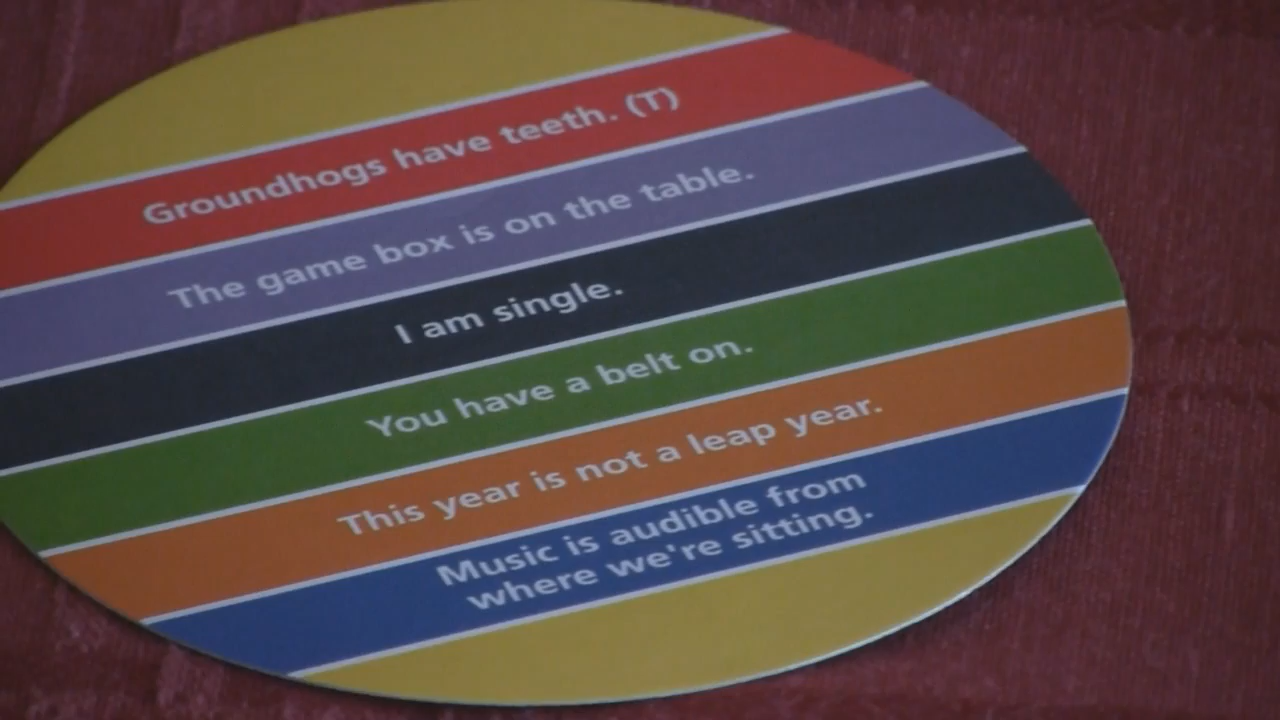 Groundhogs have teeth. (T)
The game box is on the table.
I am single.
You have a belt on.
This year is not a leap year.
Music is audible from
where we're sitting.